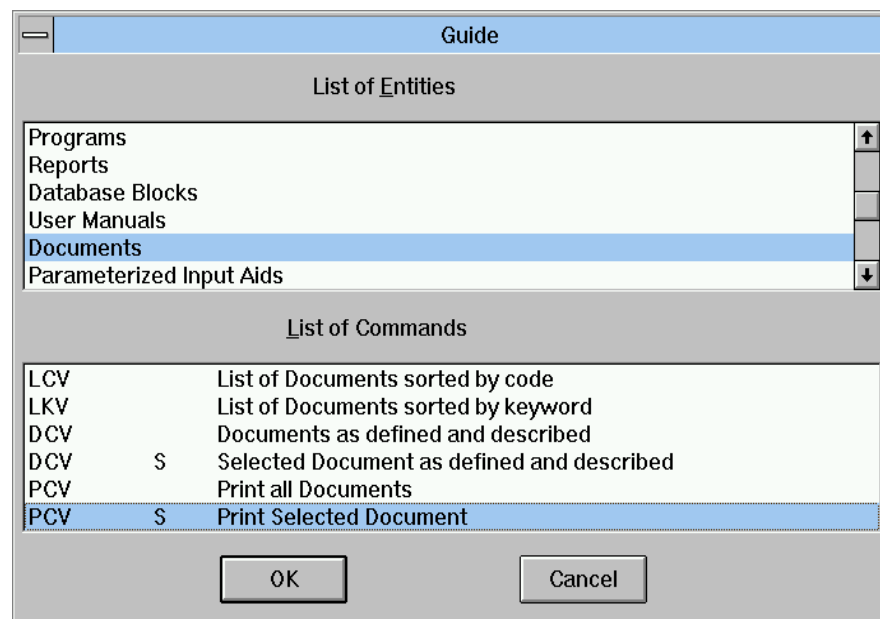 Guide
List of Entities
Programs
Reports
Database Blocks
User Manuals
Documents
Parameterized Input Aids
List of Commands
LCV List of Documents sorted by code
LKV List of Documents sorted by keyword
DCV Documents as defined and described
DCV S Selected Document as defined and described
PCV Print all Documents
PCV S Print Selected Document
OK Cancel